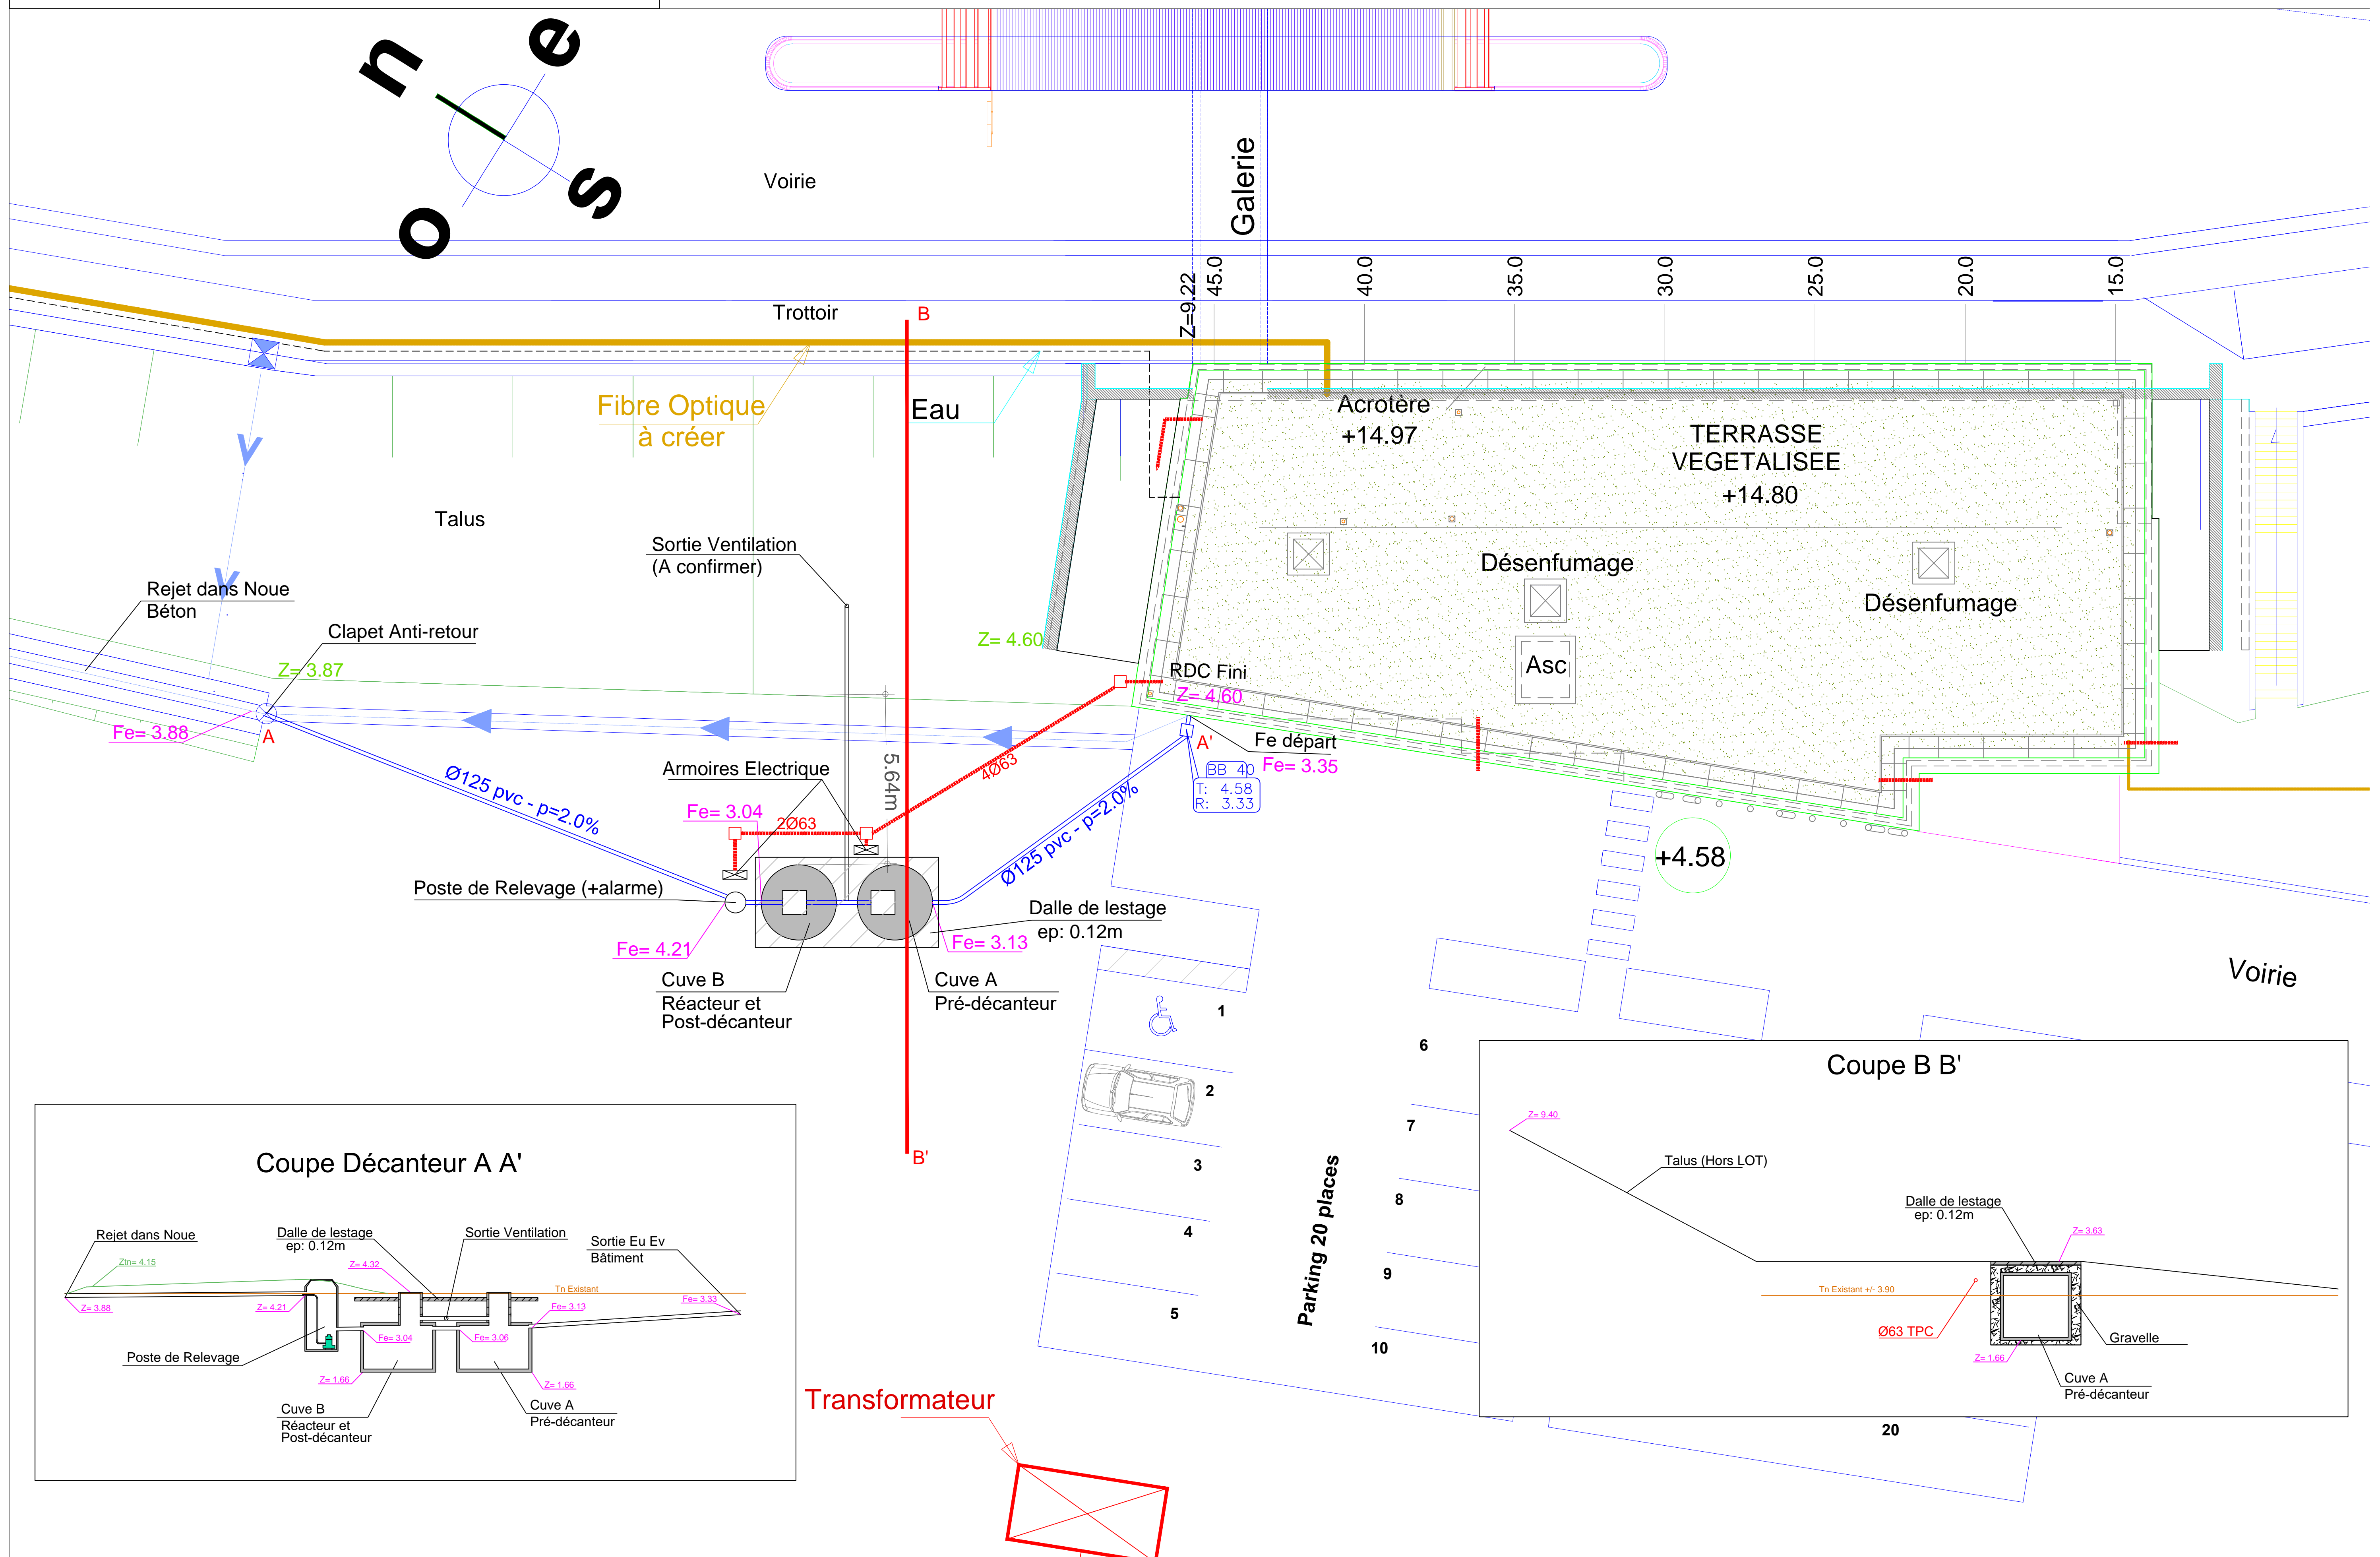 n
e
s
o
Voirie
Galerie
Trottoir
B
Z=9.22
45.0
40.0
35.0
30.0
25.0
20.0
15.0
Fibre Optique
à créer
Eau
Acrotère
+14.97
TERRASSE
VEGETALISEE
+14.80
Talus
Sortie Ventilation
(A confirmer)
Désenfumage
Désenfumage
Rejet dans Noue
Béton
Clapet Anti-retour
Z= 4.60
Z= 3.87
RDC Fini
Z= 4.60
Asc
Fe= 3.88
A
A'
Fe départ
Fe= 3.35
BB 40
T: 4.58
R: 3.33
Ø125 pvc - p=2.0%
Armoires Electrique
5.64m
4Ø63
Fe= 3.04
2Ø63
Ø125 pvc - p=2.0%
+4.58
Poste de Relevage (+alarme)
Dalle de lestage
ep: 0.12m
Fe= 4.21
Fe= 3.13
Cuve B
Réacteur et
Post-décanteur
Cuve A
Pré-décanteur
Voirie
1
2
3
4
5
6
7
8
9
10
20
Parking 20 places
B'
Coupe Décanteur A A'
Rejet dans Noue
Dalle de lestage
ep: 0.12m
Sortie Ventilation
Sortie Eu Ev
Bâtiment
Ztn= 4.15
Z= 4.32
Tn Existant
Z= 3.88
Z= 4.21
Fe= 3.13
Fe= 3.33
Fe= 3.04
Fe= 3.06
Poste de Relevage
Z= 1.66
Z= 1.66
Cuve B
Réacteur et
Post-décanteur
Cuve A
Pré-décanteur
Coupe B B'
Z= 9.40
Talus (Hors LOT)
Dalle de lestage
ep: 0.12m
Z= 3.63
Tn Existant +/- 3.90
Ø63 TPC
Gravelle
Z= 1.66
Cuve A
Pré-décanteur
Transformateur